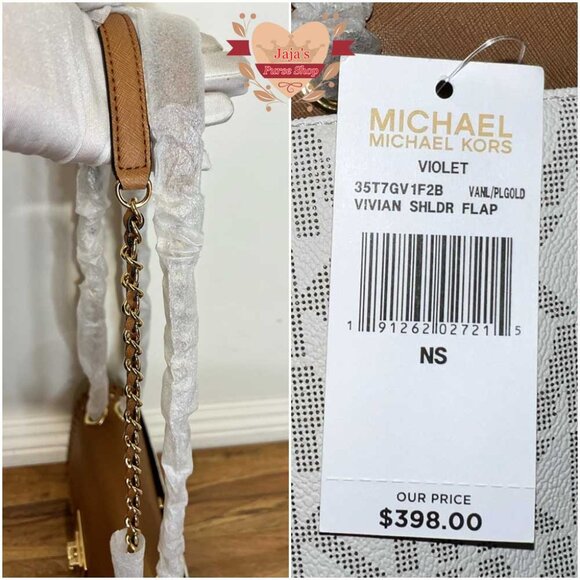 Jaja's
Purse Shop
MICHAEL
MICHAEL KORS
VIOLET
35T7GV1F2B VANL/PLGOLD
VIVIAN SHLDR FLAP
1 91262 02721 5
NS
OUR PRICE
$398.00